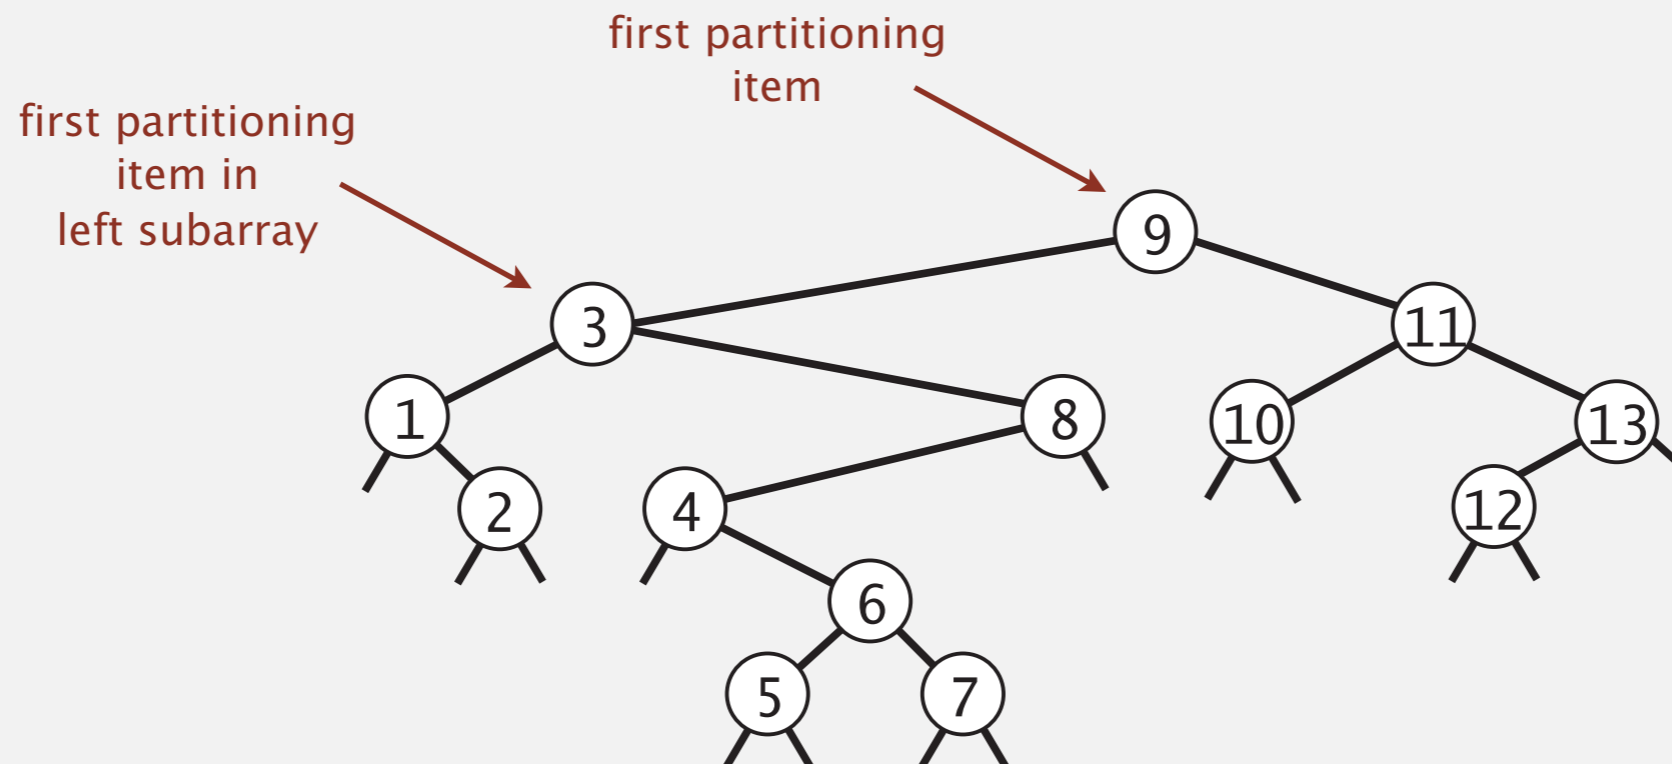 first partitioning
item
first partitioning
item in
left subarray
9
3
11
1
8
10
13
2
4
12
6
5
7